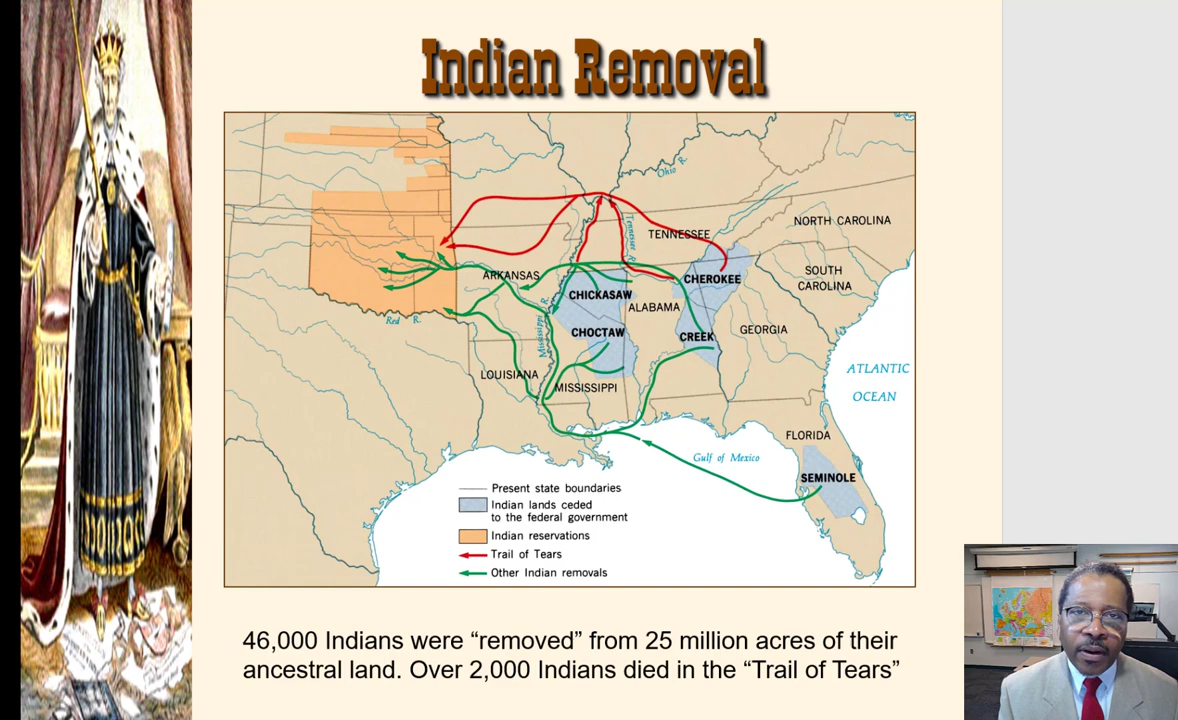 Indian Removal
Ohio R.
NORTH CAROLINA
TENNESSEE
Tennessee R.
SOUTH
CAROLINA
ARKANSAS
CHEROKEE
CHICKASAW
ALABAMA
Mississippi R.
Red R.
CHOCTAW
CREEK
GEORGIA
LOUISIANA
MISSISSIPPI
ATLANTIC
OCEAN
FLORIDA
Gulf of Mexico
SEMINOLE
Present state boundaries
Indian lands ceded
to the federal government
Indian reservations
Trail of Tears
Other Indian removals
46,000 Indians were “removed” from 25 million acres of their
ancestral land. Over 2,000 Indians died in the “Trail of Tears”